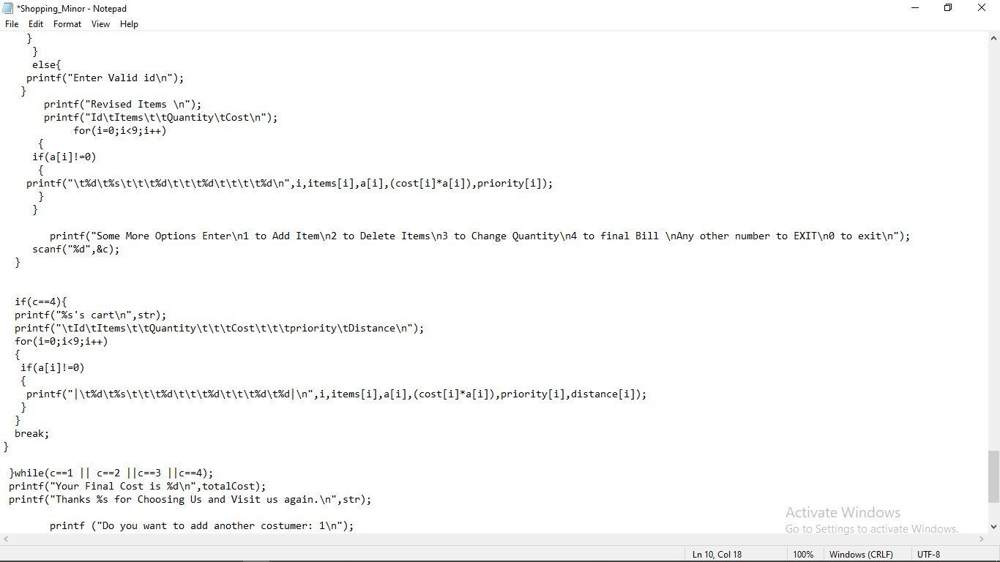 *Shopping_Minor - Notepad
File Edit Format View Help
}
}
else{
printf("Enter Valid id\n");
}
printf("Revised Items \n");
printf("Id\tItems\t\tQuantity\tCost\n");
for(i=0;i<9;i++)
{
if(a[i]!=0)
{
printf("\t%d\t%s\t\t\t%d\t\t\t%d\t\t\t\t%d\n",i,items[i],a[i],(cost[i]*a[i]),priority[i]);
}
}
printf("Some More Options Enter\n1 to Add Item\n2 to Delete Items\n3 to Change Quantity\n4 to final Bill \nAny other number to EXIT\n0 to exit\n");
scanf("%d",&c);
}
if(c==4){
printf("%s's cart\n",str);
printf("\tId\tItems\t\tQuantity\t\t\tCost\t\t\tpriority\tDistance\n");
for(i=0;i<9;i++)
{
if(a[i]!=0)
{
printf("|\t%d\t%s\t\t\t%d\t\t\t%d\t\t\t%d\t%d|\n",i,items[i],a[i],(cost[i]*a[i]),priority[i],distance[i]);
}
}
break;
}
}while(c==1 || c==2 ||c==3 ||c==4);
printf("Your Final Cost is %d\n",totalCost);
printf("Thanks %s for Choosing Us and Visit us again.\n",str);
printf ("Do you want to add another costumer: 1\n");
Activate Windows
Go to Settings to activate Windows.
Ln 10, Col 18 100% Windows (CRLF) UTF-8